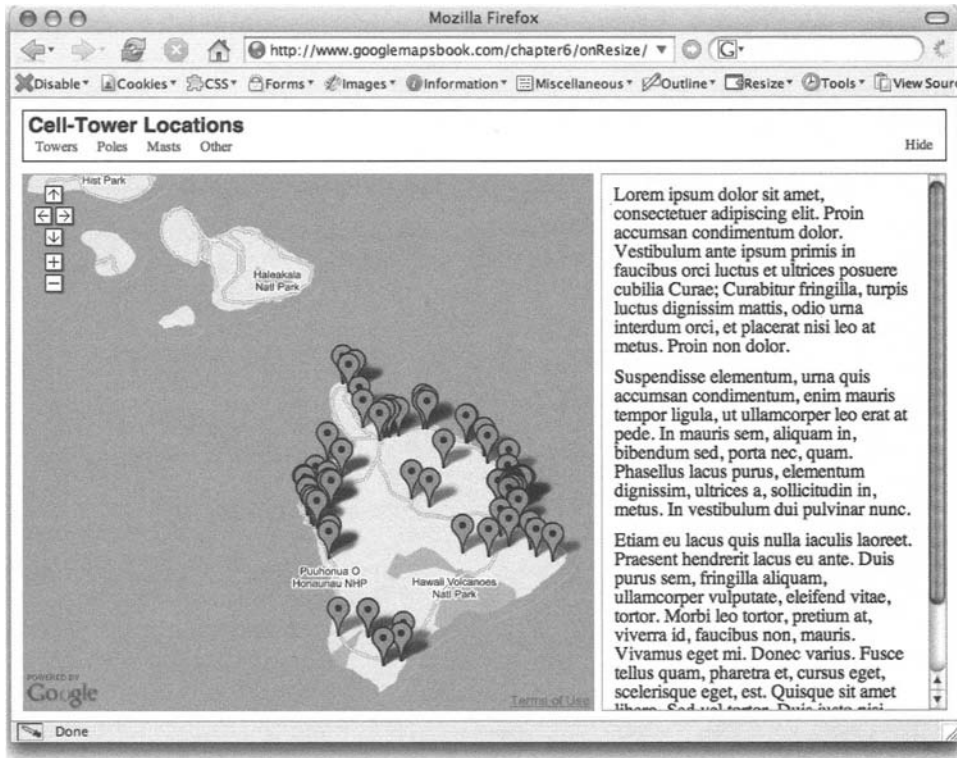 Mozilla Firefox
http://www.googlemapsbook.com/chapter6/onResize/
G
Disable Cookies CSS Forms Images Information Miscellaneous Outline Resize Tools View Sour
Cell-Tower Locations
Towers Poles Masts Other
Hide
Hist Park
Haleakala
Natl Park
Puuhonua O
Honaunau NHP
Hawaii Volcanoes
Natl Park
POWERED BY
Google
Terms of Use
Lorem ipsum dolor sit amet,
consectetuer adipiscing elit. Proin
accumsan condimentum dolor.
Vestibulum ante ipsum primis in
faucibus orci luctus et ultrices posuere
cubilia Curae; Curabitur fringilla, turpis
luctus dignissim mattis, odio urna
interdum orci, et placerat nisi leo at
metus. Proin non dolor.
Suspendisse elementum, urna quis
accumsan condimentum, enim mauris
tempor ligula, ut ullamcorper leo erat at
pede. In mauris sem, aliquam in,
bibendum sed, porta nec, quam.
Phasellus lacus purus, elementum
dignissim, ultrices a, sollicitudin in,
metus. In vestibulum dui pulvinar nunc.
Etiam eu lacus quis nulla iaculis laoreet.
Praesent hendrerit lacus eu ante. Duis
purus sem, fringilla aliquam,
ullamcorper vulputate, eleifend vitae,
tortor. Morbi leo tortor, pretium at,
viverra id, faucibus non, mauris.
Vivamus eget mi. Donec varius. Fusce
tellus quam, pharetra et, cursus eget,
scelerisque eget, est. Quisque sit amet
libero. Sed vel tortor. Duis justo nisi
Done